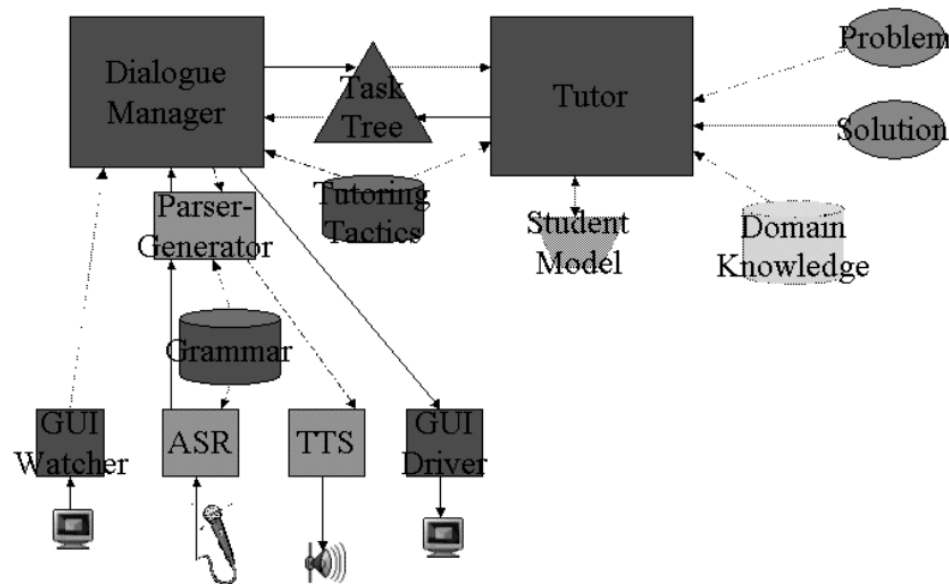 Dialogue
Manager
Task
Tree
Tutor
Problem
Solution
Parser-
Generator
Tutoring
Tactics
Student
Model
Domain
Knowledge
Grammar
GUI
Watcher
ASR
TTS
GUI
Driver